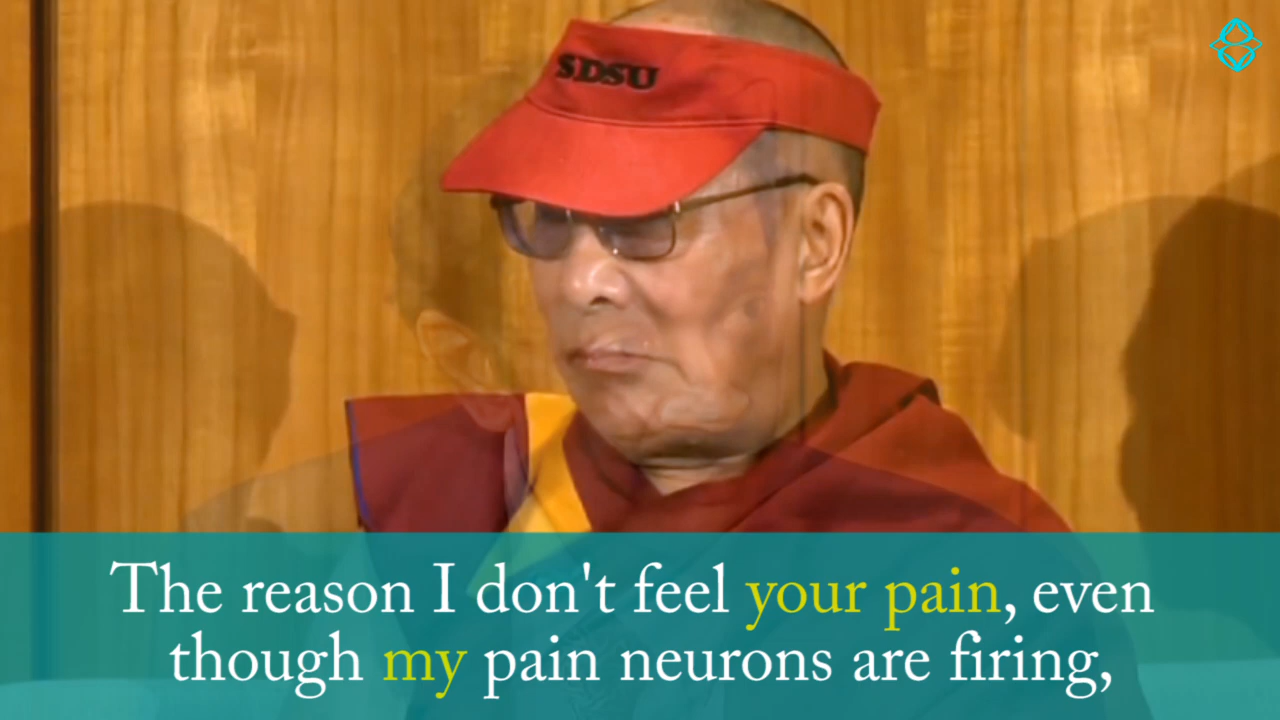 SDSU
The reason I don't feel your pain, even
though my pain neurons are firing,